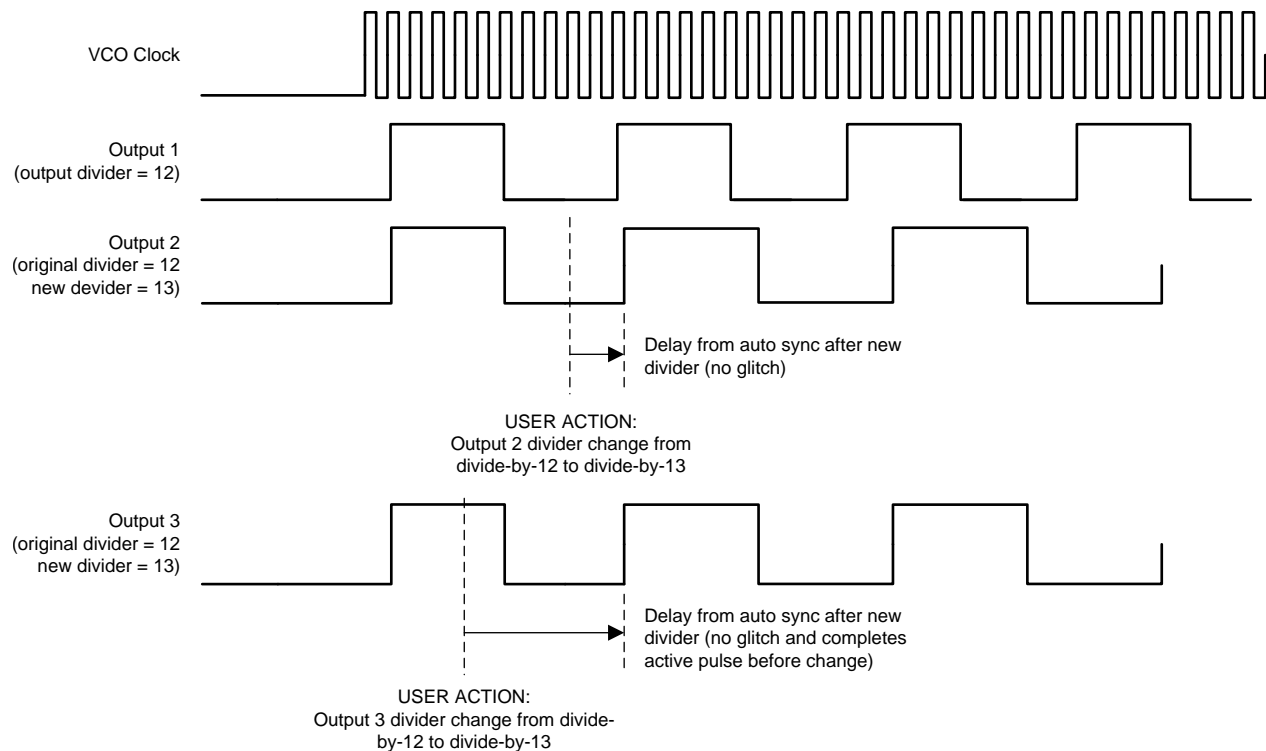 VCO Clock
Output 1
(output divider = 12)
Output 2
(original divider = 12
new devider = 13)
Delay from auto sync after new
divider (no glitch)
USER ACTION:
Output 2 divider change from
divide-by-12 to divide-by-13
Output 3
(original divider = 12
new divider = 13)
Delay from auto sync after new
divider (no glitch and completes
active pulse before change)
USER ACTION:
Output 3 divider change from divide-
by-12 to divide-by-13